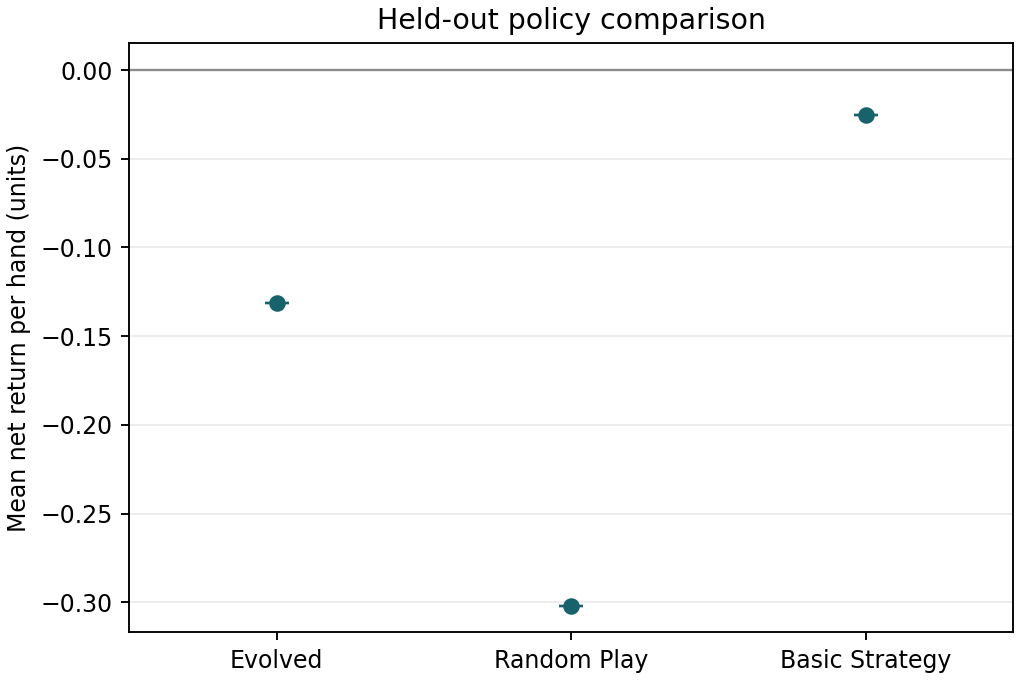 Held-out policy comparison
Mean net return per hand (units)
0.00
−0.05
−0.10
−0.15
−0.20
−0.25
−0.30
Evolved
Random Play
Basic Strategy